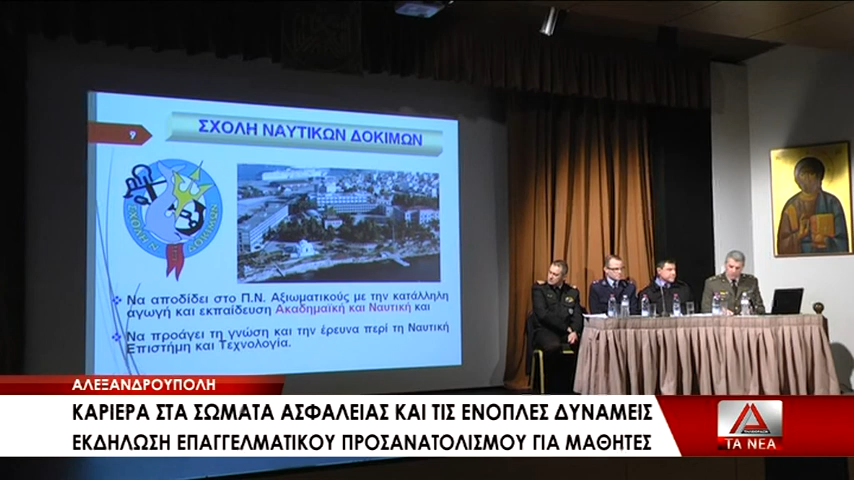 9
ΣΧΟΛΗ ΝΑΥΤΙΚΩΝ ΔΟΚΙΜΩΝ
ΣΧΟΛΗ Ν. ΔΟΚΙΜΩΝ
Να αποδίδει στο Π.Ν. Αξιωματικούς με την κατάλληλη
αγωγή και εκπαίδευση Ακαδημαϊκή και Ναυτική και
Να προάγει τη γνώση και την έρευνα περί τη Ναυτική
Επιστήμη και Τεχνολογία.
ΑΛΕΞΑΝΔΡΟΥΠΟΛΗ
ΚΑΡΙΕΡΑ ΣΤΑ ΣΩΜΑΤΑ ΑΣΦΑΛΕΙΑΣ ΚΑΙ ΤΙΣ ΕΝΟΠΛΕΣ ΔΥΝΑΜΕΙΣ
ΕΚΔΗΛΩΣΗ ΕΠΑΓΓΕΛΜΑΤΙΚΟΥ ΠΡΟΣΑΝΑΤΟΛΙΣΜΟΥ ΓΙΑ ΜΑΘΗΤΕΣ
ΤΑ ΝΕΑ